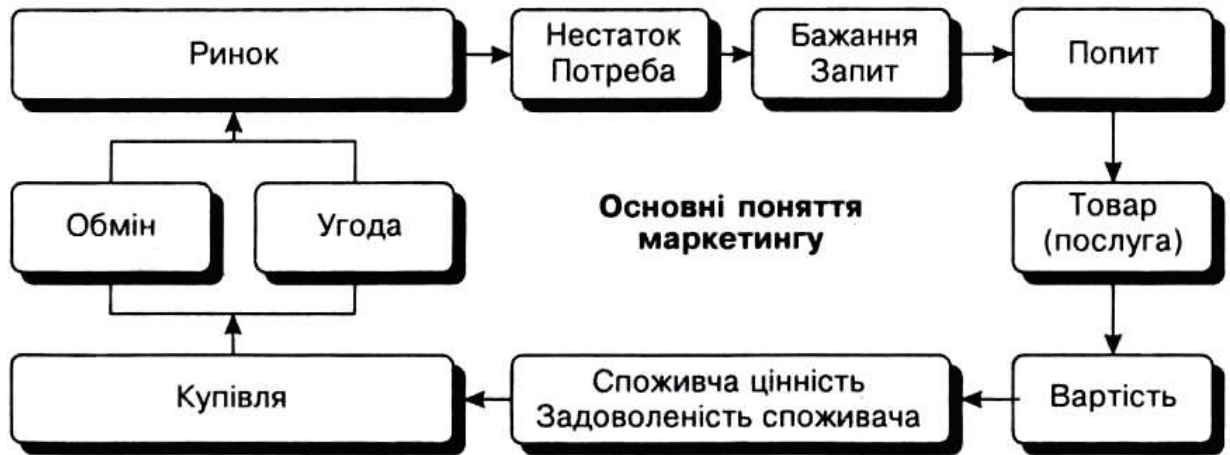 Ринок
Нестаток
Потреба
Бажання
Запит
Попит
Обмін
Угода
Основні поняття
маркетингу
Товар
(послуга)
Купівля
Споживча цінність
Задоволеність споживача
Вартість